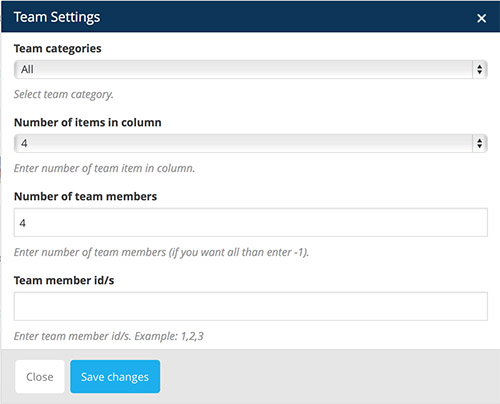 Team Settings ×
Team categories
All
Select team category.
Number of items in column
4
Enter number of team item in column.
Number of team members
4
Enter number of team members (if you want all than enter -1).
Team member id/s
Enter team member id/s. Example: 1,2,3
Close Save changes